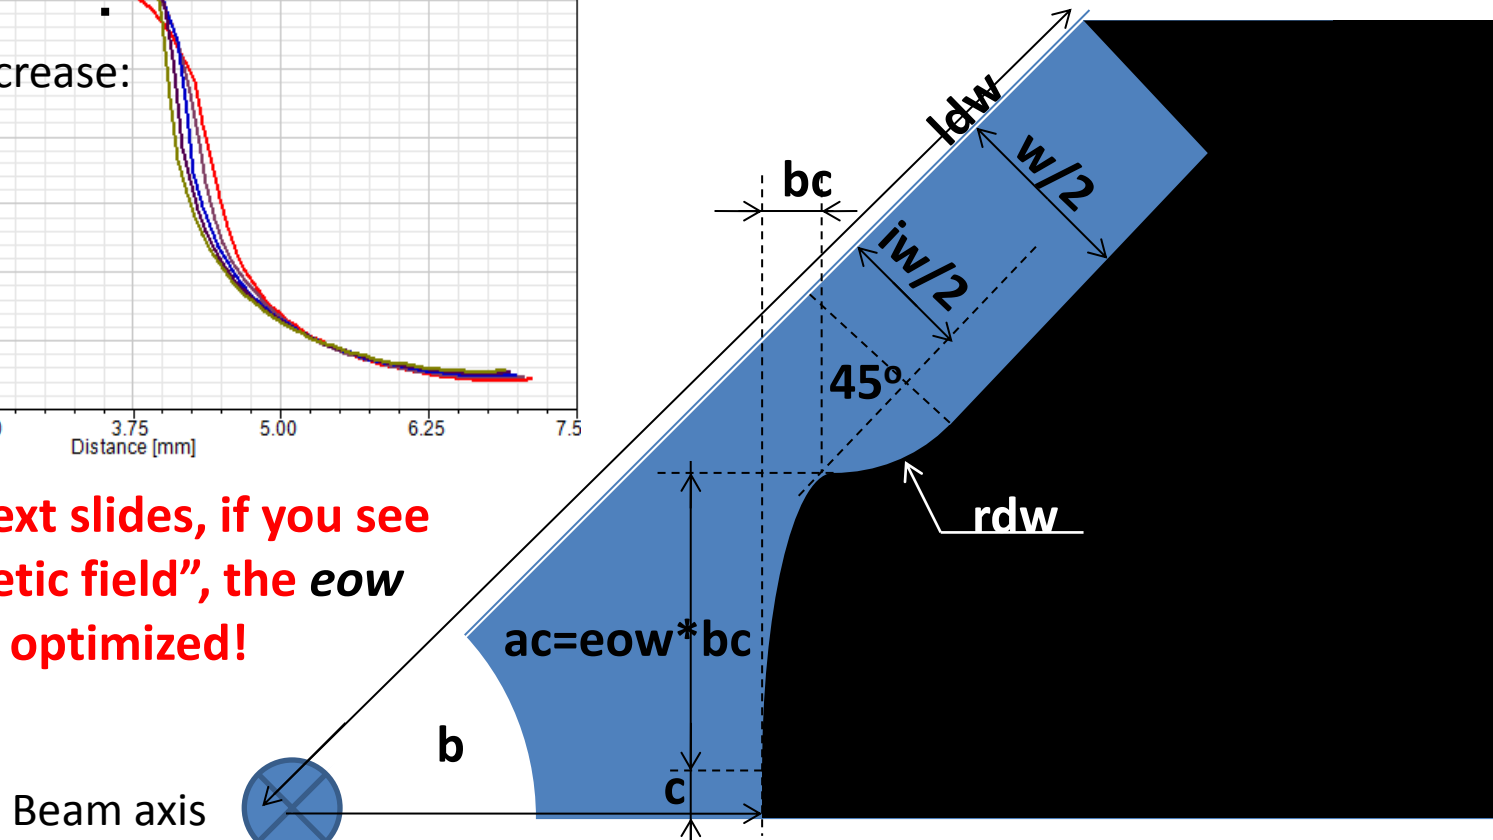 crease:
3.75 5.00 6.25 7.5
Distance [mm]
ext slides, if you see
etic field”, the eow
optimized!
ldw
w/2
bc
iw/2
45º
rdw
ac=eow*bc
b
c
Beam axis